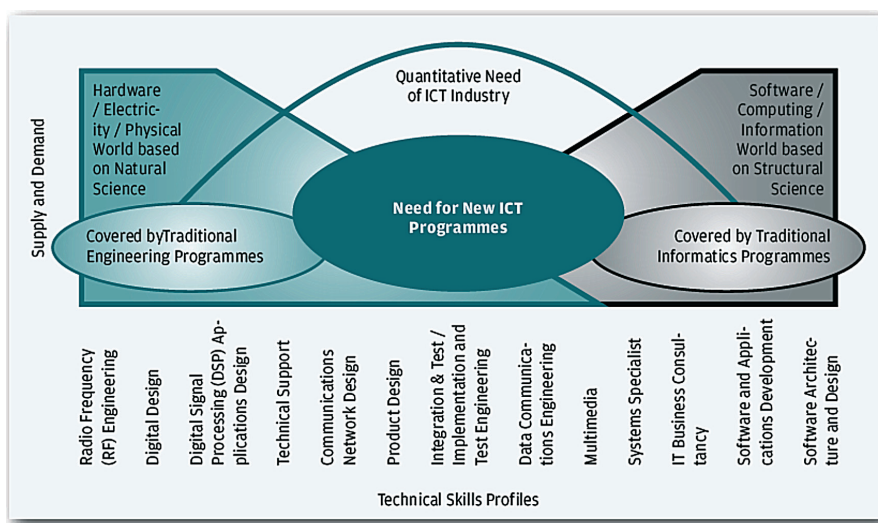 Quantitative Need
of ICT Industry
Hardware
/ Electric-
ity / Physical
World based
on Natural
Science
Software /
Computing /
Information
World based
on Structural
Science
Supply and Demand
Need for New ICT
Programmes
Covered byTraditional
Engineering Programmes
Covered by Traditional
Informatics Programmes
Radio Frequency
(RF) Engineering
Digital Design
Digital Signal
Processing (DSP) Ap-
plications Design
Technical Support
Communications
Network Design
Product Design
Integration & Test /
Implementation and
Test Engineering
Data Communica-
tions Engineering
Multimedia
Systems Specialist
IT Business Consul-
tancy
Software and Appli-
cations Development
Software Architec-
ture and Design
Technical Skills Profiles